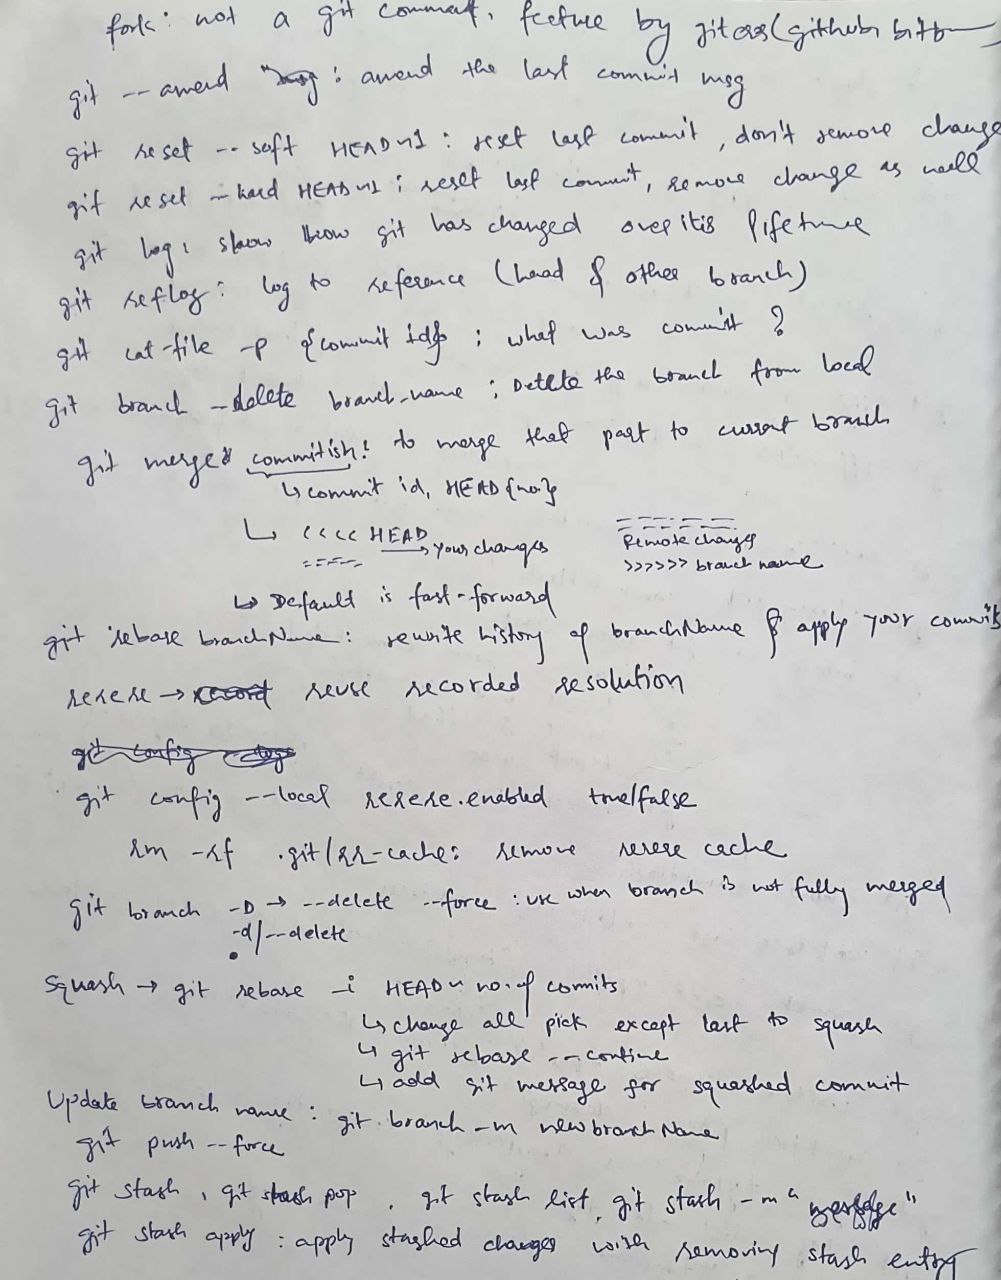 fork: not a git command, feature by gitoss (github, bitb
git --amend msg: amend the last commit msg
git reset --soft HEAD~1 : reset last commit, don't remove change
git reset --hard HEAD~1 : reset last commit, remove change as well
git log: show how git has changed over it's lifetime
git reflog: log to reference (head & other branch)
git cat-file -p {commit id} : what was commit ?
git branch --delete branch_name : Delete the branch from local
git merge commitish: to merge that part to current branch
↳ commit id, HEAD{no.}
↳ <<<< HEAD → your changes
=====
=====
Remote changes
>>>>>> branch name
↳ Default is fast-forward
git rebase branchName: rewrite history of branchName & apply your commits
rerere → record reuse recorded resolution
git config
git config --local rerere.enabled true/false
rm -rf .git/rr-cache: remove rerere cache
git branch -D → --delete --force : use when branch is not fully merged
-d/--delete
Squash → git rebase -i HEAD~no.of commits
↳ change all pick except last to squash
↳ git rebase --contine
↳ add git message for squashed commit
Update branch name : git branch -m newbranchName
git push --force
git stash, git stash pop, git stash list, git stash -m "message"
git stash apply : apply stashed changes with removing stash entry